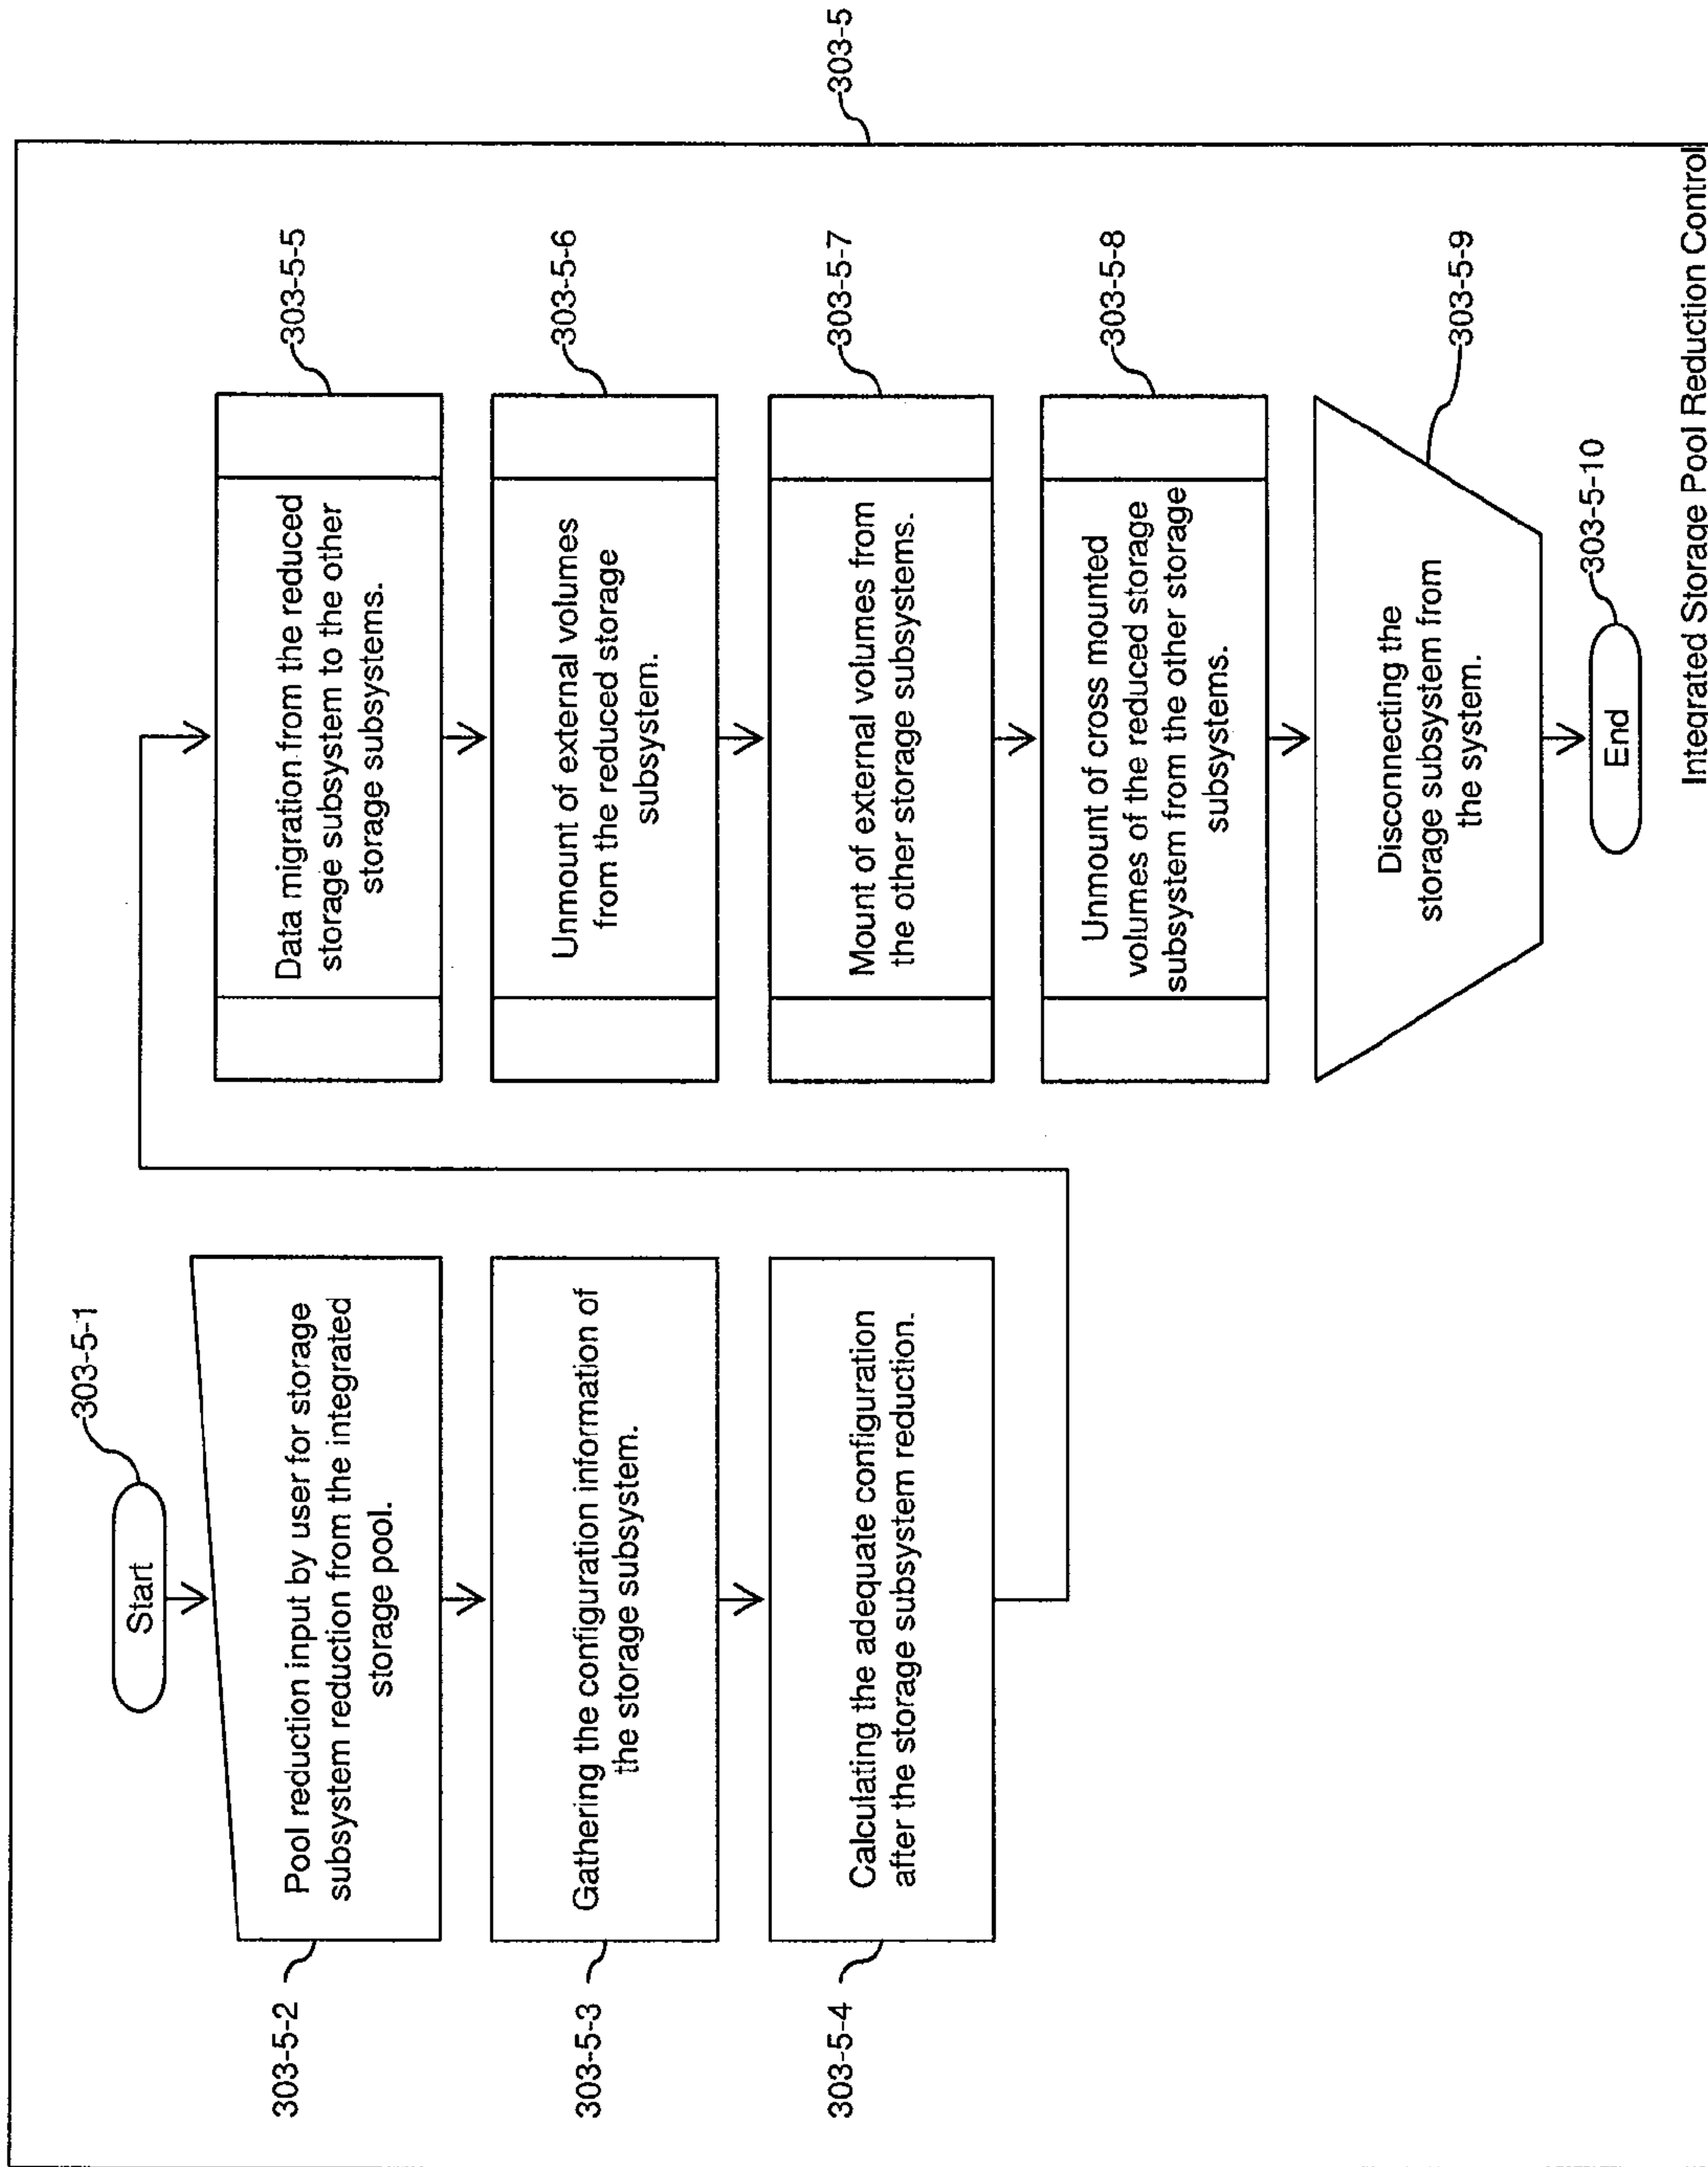 303-5-1
Start
303-5-2
Pool reduction input by user for storage
subsystem reduction from the integrated
storage pool.
303-5-3
Gathering the configuration information of
the storage subsystem.
303-5-4
Calculating the adequate configuration
after the storage subsystem reduction.
303-5-5
Data migration from the reduced
storage subsystem to the other
storage subsystems.
303-5-6
Unmount of external volumes
from the reduced storage
subsystem.
303-5-7
Mount of external volumes from
the other storage subsystems.
303-5-8
Unmount of cross mounted
volumes of the reduced storage
subsystem from the other storage
subsystems.
303-5-9
Disconnecting the
storage subsystem from
the system.
303-5-10
End
303-5
Integrated Storage Pool Reduction Control